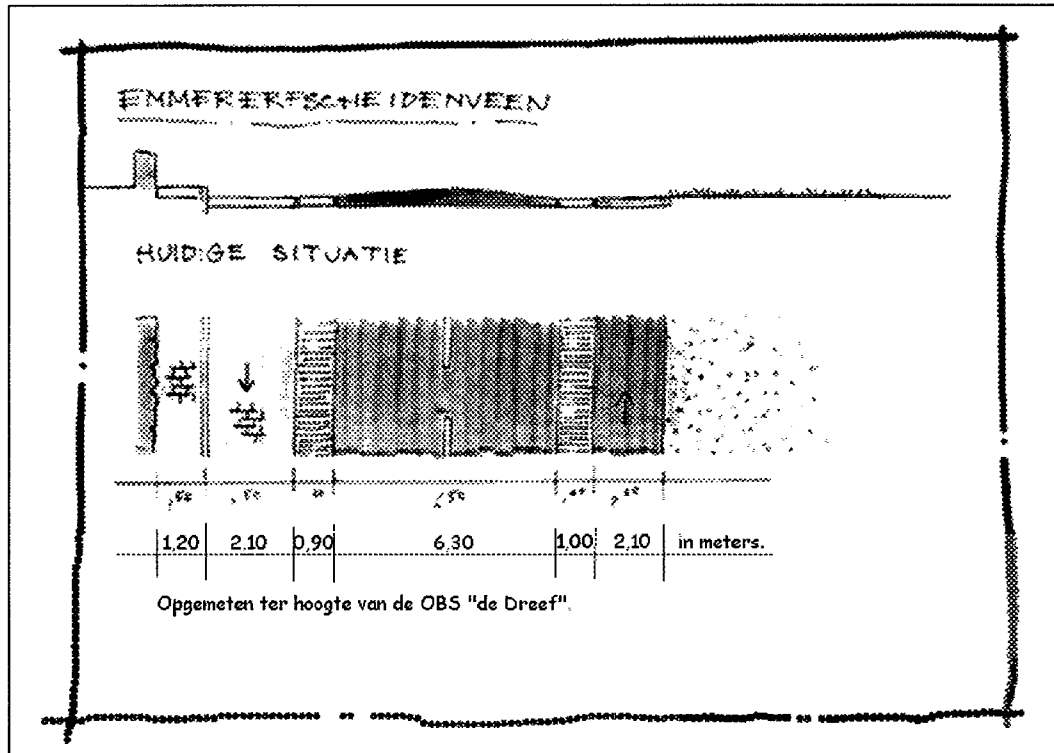 EMMERERFSCHEIDENVEEN
HUIDIGE SITUATIE
1,20 2,10 0,90 6,30 1,00 2,10 in meters.
Opgemeten ter hoogte van de OBS "de Dreef".